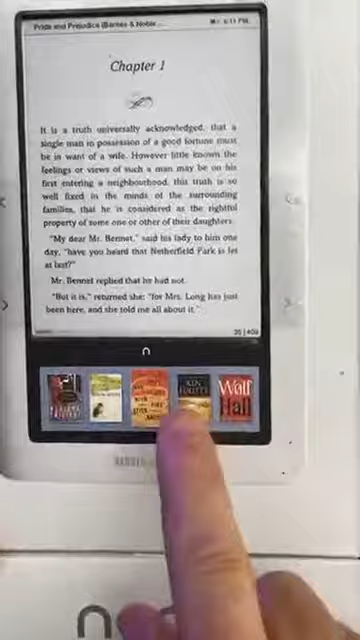 Pride and Prejudice (Barnes & Noble ...
6:11 PM
Chapter 1
It is a truth universally acknowledged, that a
single man in possession of a good fortune must
be in want of a wife. However little known the
feelings or views of such a man may be on his
first entering a neighbourhood, this truth is so
well fixed in the minds of the surrounding
families, that he is considered as the rightful
property of some one or other of their daughters.
"My dear Mr. Bennet," said his lady to him one
day, "have you heard that Netherfield Park is let
at last?"
Mr. Bennet replied that he had not.
"But it is," returned she; "for Mrs. Long has just
been here, and she told me all about it."
n
KEN
FOLLETT
Wolf
Hall
n